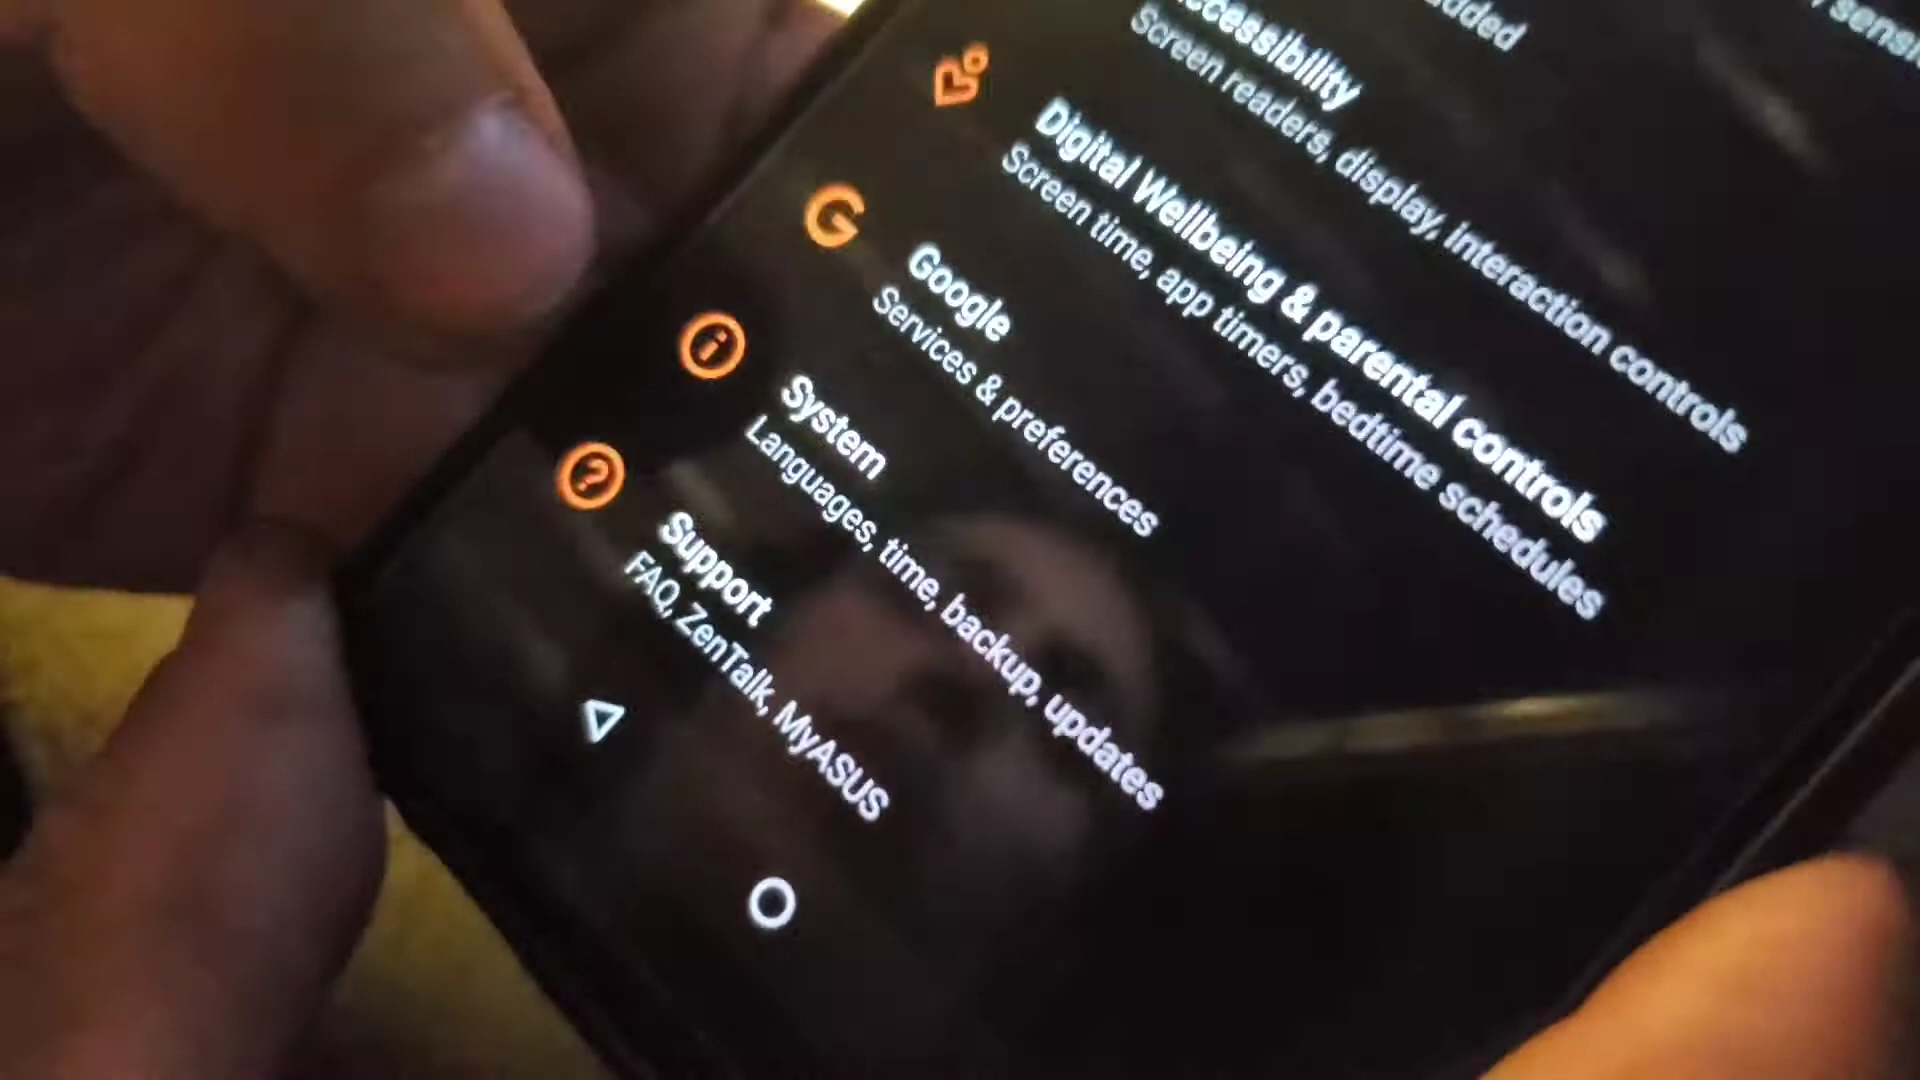 added
Accessibility
Screen readers, display, interaction controls
Digital Wellbeing & parental controls
Screen time, app timers, bedtime schedules
Google
Services & preferences
System
Languages, time, backup, updates
Support
FAQ, ZenTalk, MyASUS